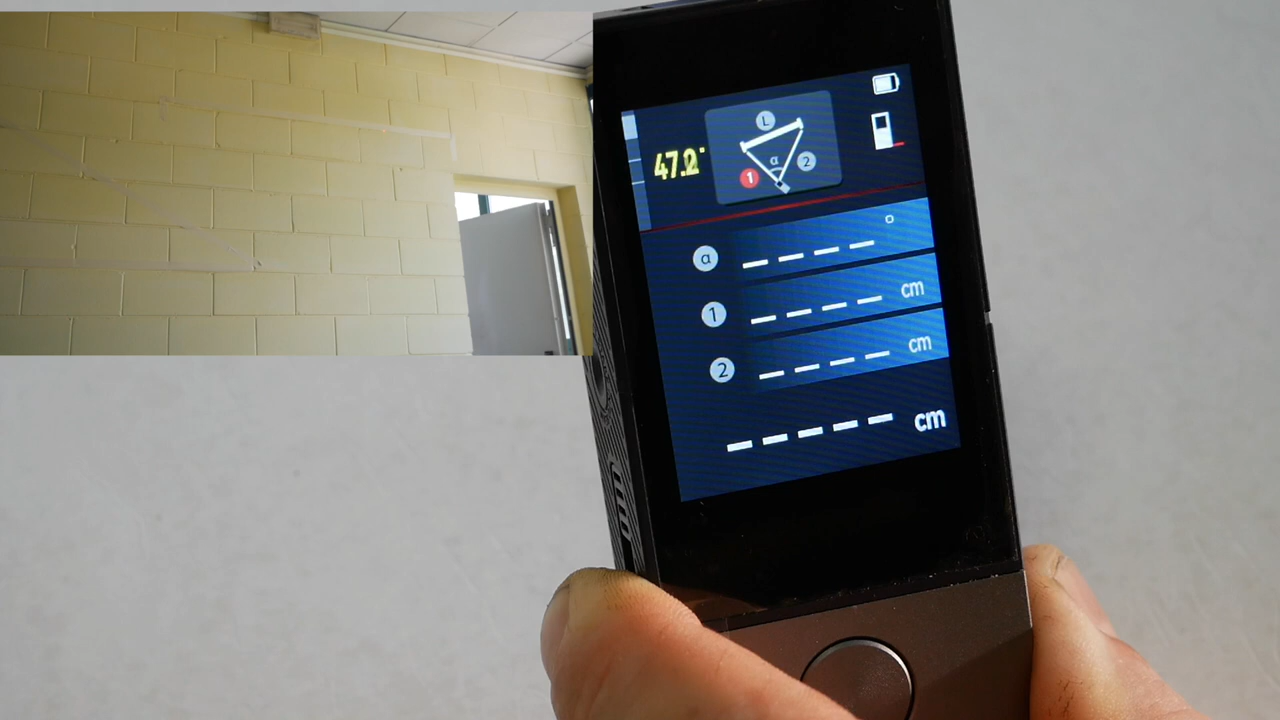 L
47.2°
α
1
2
α _ _ _ _ °
1 _ _ _ _ cm
2 _ _ _ _ cm
_ _ _ _ _ cm